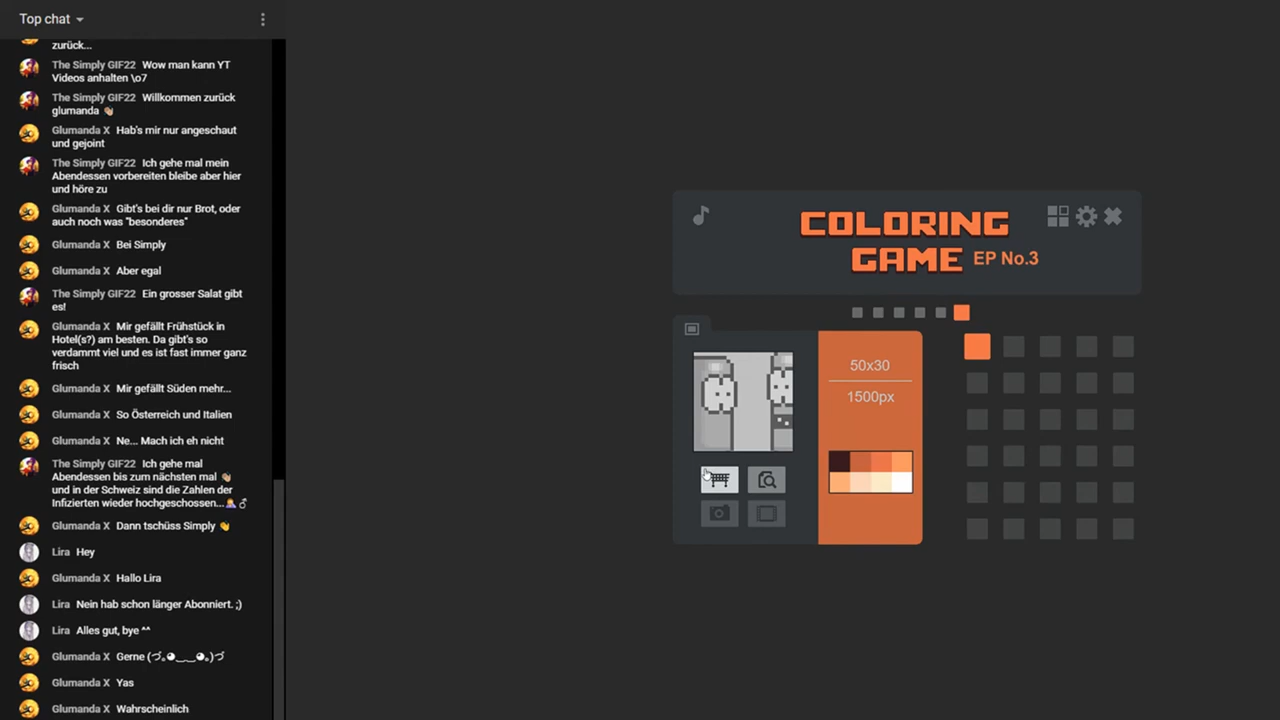 Top chat
zurück...
The Simply GIF22 Wow man kann YT
Videos anhalten \o7
The Simply GIF22 Willkommen zurück
glumanda 👏🏼
Glumanda X Hab's mir nur angeschaut
und gejoint
The Simply GIF22 Ich gehe mal mein
Abendessen vorbereiten bleibe aber hier
und höre zu
Glumanda X Gibt's bei dir nur Brot, oder
auch noch was "besonderes"
Glumanda X Bei Simply
Glumanda X Aber egal
The Simply GIF22 Ein grosser Salat gibt
es!
Glumanda X Mir gefällt Frühstück in
Hotel(s?) am besten. Da gibt's so
verdammt viel und es ist fast immer ganz
frisch
Glumanda X Mir gefällt Süden mehr...
Glumanda X So Österreich und Italien
Glumanda X Ne... Mach ich eh nicht
The Simply GIF22 Ich gehe mal
Abendessen bis zum nächsten mal 👏🏼
und in der Schweiz sind die Zahlen der
Infizierten wieder hochgeschossen...🤷‍♂
Glumanda X Dann tschüss Simply 👋
Lira Hey
Glumanda X Hallo Lira
Lira Nein hab schon länger Abonniert. ;)
Lira Alles gut, bye ^^
Glumanda X Gerne (づ｡◕‿‿◕｡)づ
Glumanda X Yas
Glumanda X Wahrscheinlich
COLORING
GAME EP No.3
50x30
1500px